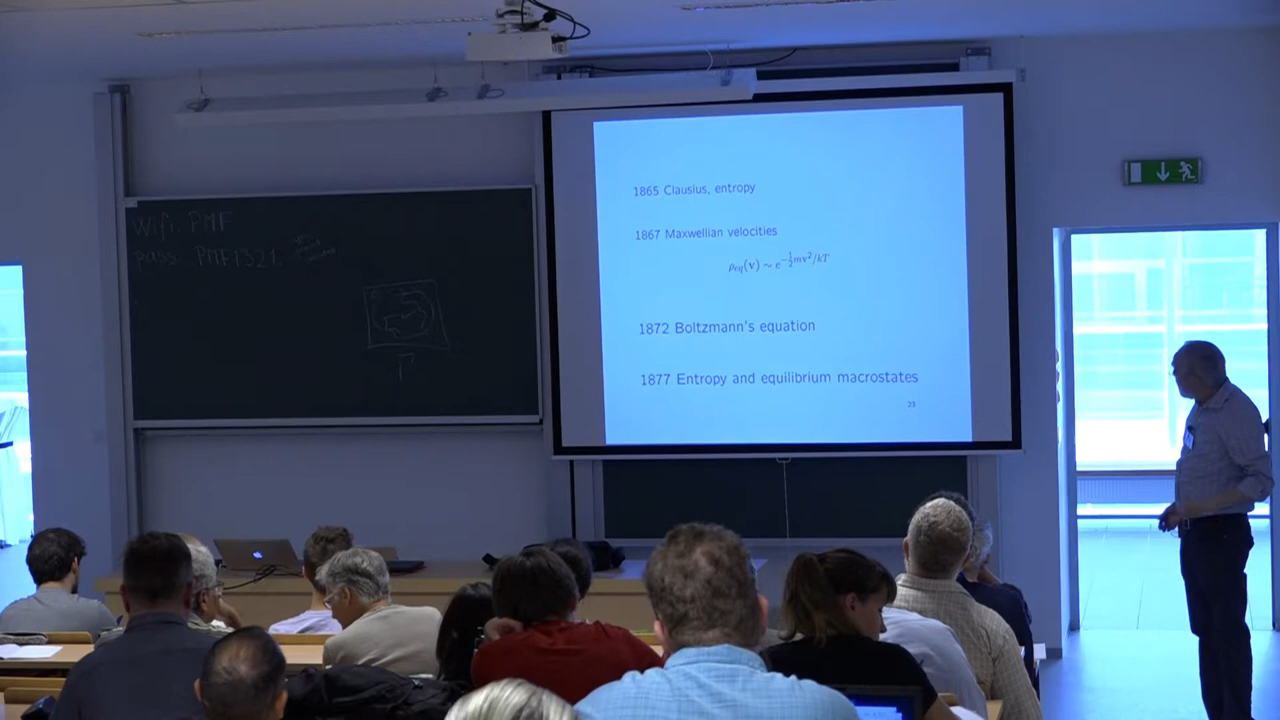 Wifi: PMF
pass: PMF1321.
Γ
1865 Clausius, entropy
1867 Maxwellian velocities
ρeq(v) ∼ e^{-½mv²/kT}
1872 Boltzmann's equation
1877 Entropy and equilibrium macrostates
23